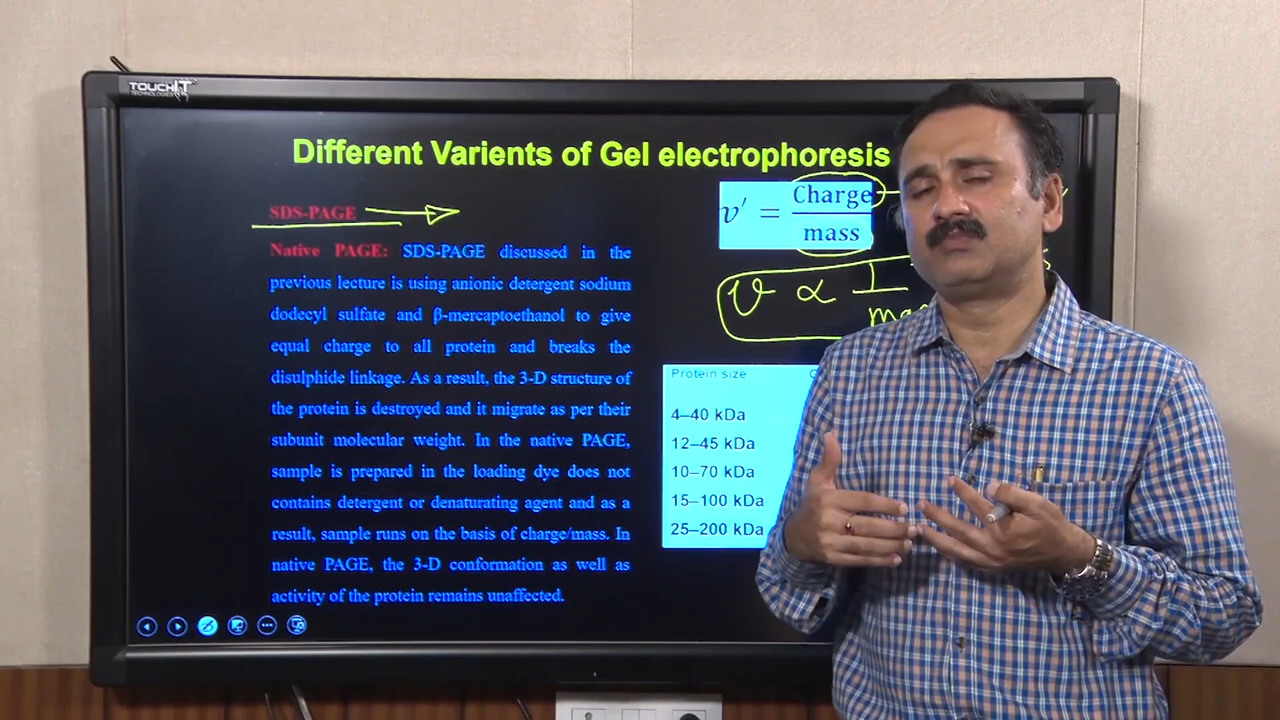 TOUCHIT
TECHNOLOGIES
Different Varients of Gel electrophoresis
SDS-PAGE
Native PAGE: SDS-PAGE discussed in the
previous lecture is using anionic detergent sodium
dodecyl sulfate and β-mercaptoethanol to give
equal charge to all protein and breaks the
disulphide linkage. As a result, the 3-D structure of
the protein is destroyed and it migrate as per their
subunit molecular weight. In the native PAGE,
sample is prepared in the loading dye does not
contains detergent or denaturating agent and as a
result, sample runs on the basis of charge/mass. In
native PAGE, the 3-D conformation as well as
activity of the protein remains unaffected.
v' = Charge
mass
v ∝ 1
Protein size
4–40 kDa
12–45 kDa
10–70 kDa
15–100 kDa
25–200 kDa